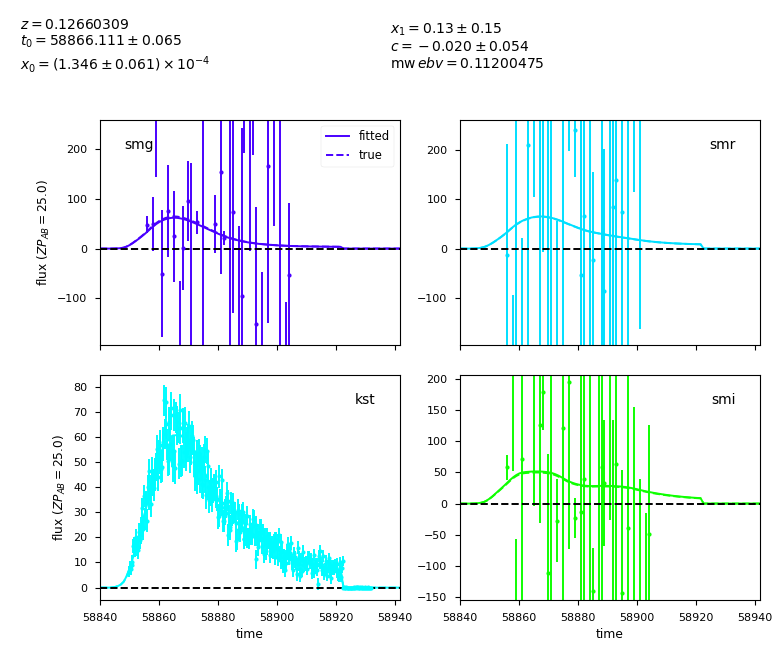 z = 0.12660309
t₀ = 58866.111 ± 0.065
x₀ = (1.346 ± 0.061) × 10⁻⁴
x₁ = 0.13 ± 0.15
c = −0.020 ± 0.054
mwebv = 0.11200475
smg
fitted
true
200
100
0
−100
flux (ZP_AB = 25.0)
smr
200
100
0
−100
kst
80
70
60
50
40
30
20
10
0
flux (ZP_AB = 25.0)
58840 58860 58880 58900 58920 58940
time
smi
200
150
100
50
0
−50
−100
−150
58840 58860 58880 58900 58920 58940
time